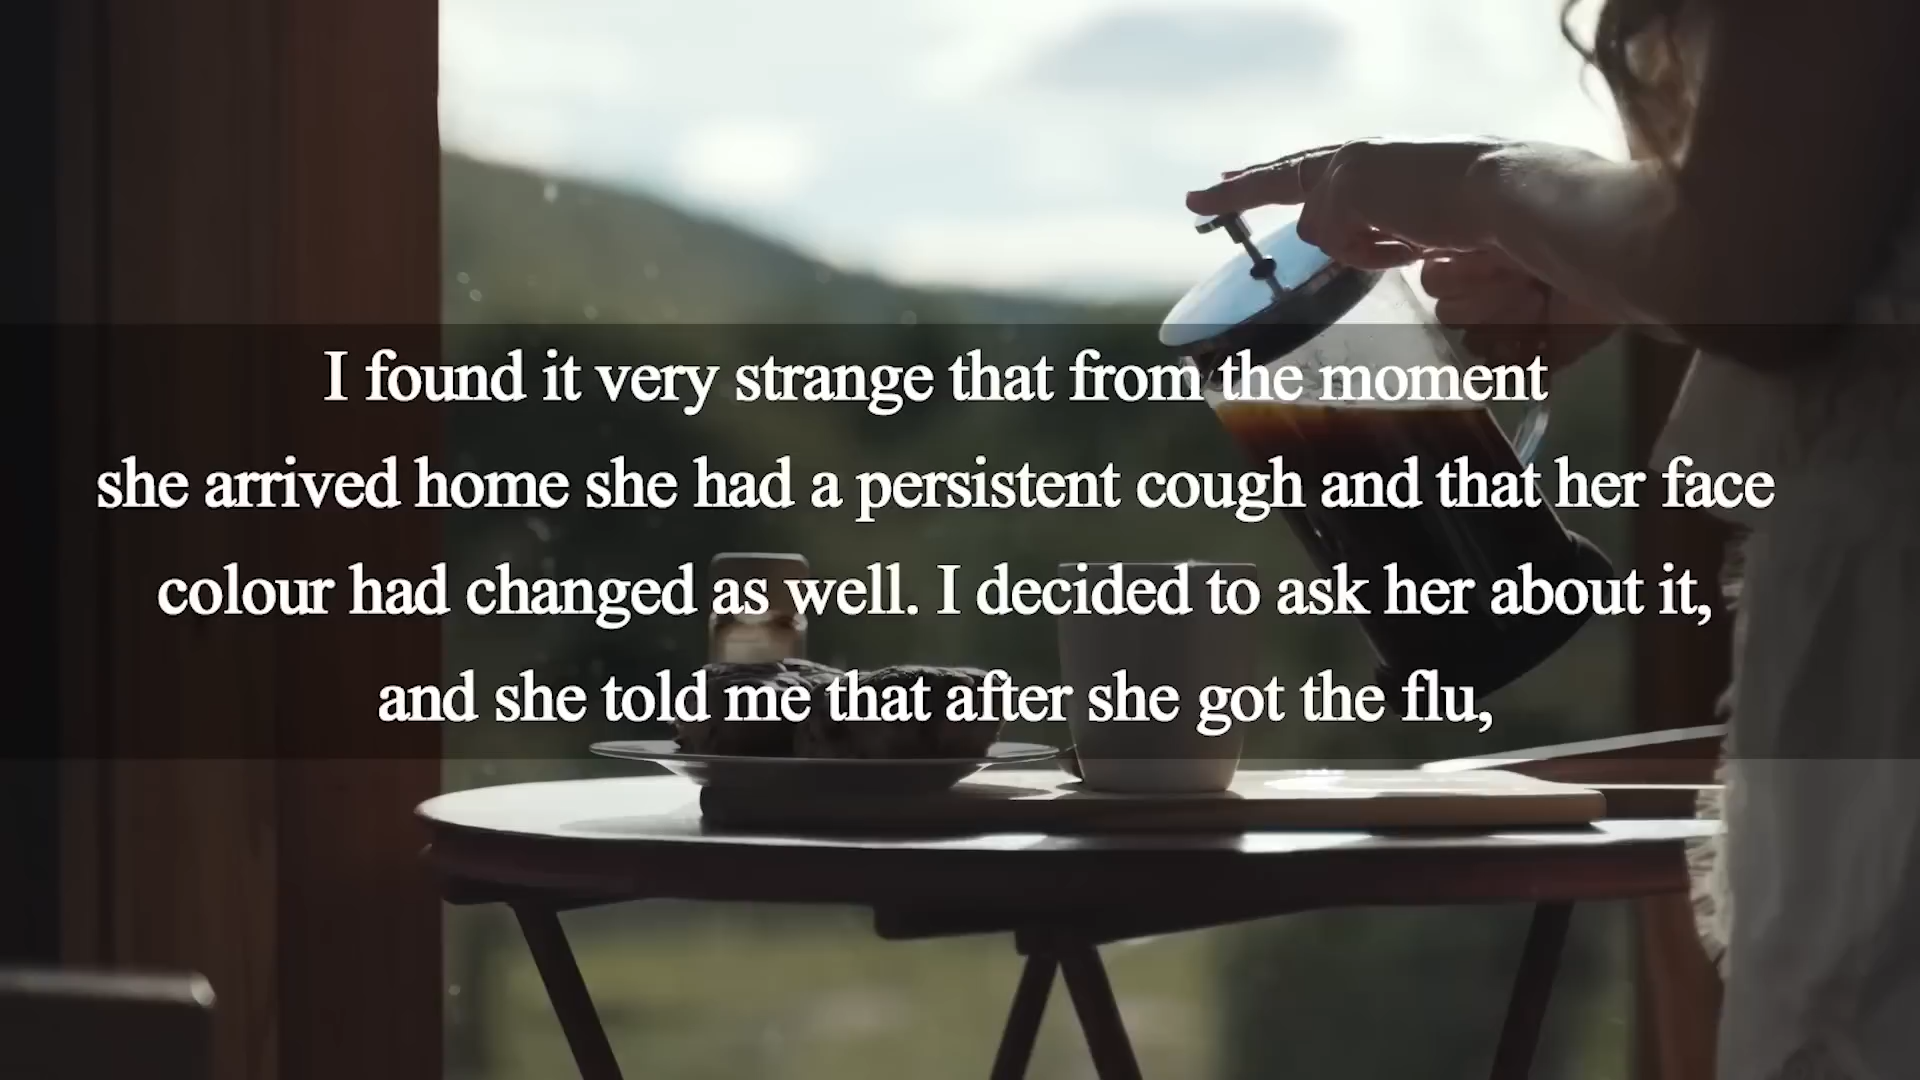 I found it very strange that from the moment
she arrived home she had a persistent cough and that her face
colour had changed as well. I decided to ask her about it,
and she told me that after she got the flu,